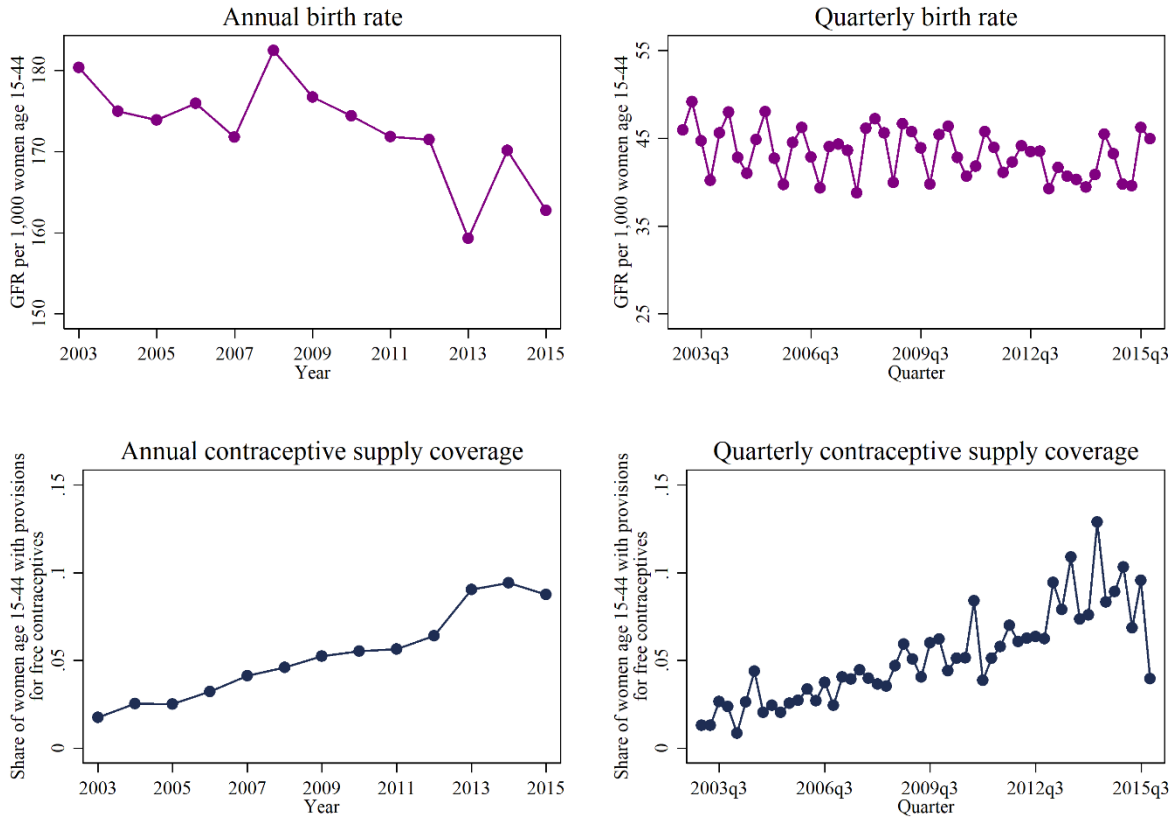 Annual birth rate
GFR per 1,000 women age 15-44
180
170
160
150
2003 2005 2007 2009 2011 2013 2015
Year
Quarterly birth rate
GFR per 1,000 women age 15-44
55
45
35
25
2003q3 2006q3 2009q3 2012q3 2015q3
Quarter
Annual contraceptive supply coverage
Share of women age 15-44 with provisions
for free contraceptives
.15
.1
.05
0
2003 2005 2007 2009 2011 2013 2015
Year
Quarterly contraceptive supply coverage
Share of women age 15-44 with provisions
for free contraceptives
.15
.1
.05
0
2003q3 2006q3 2009q3 2012q3 2015q3
Quarter